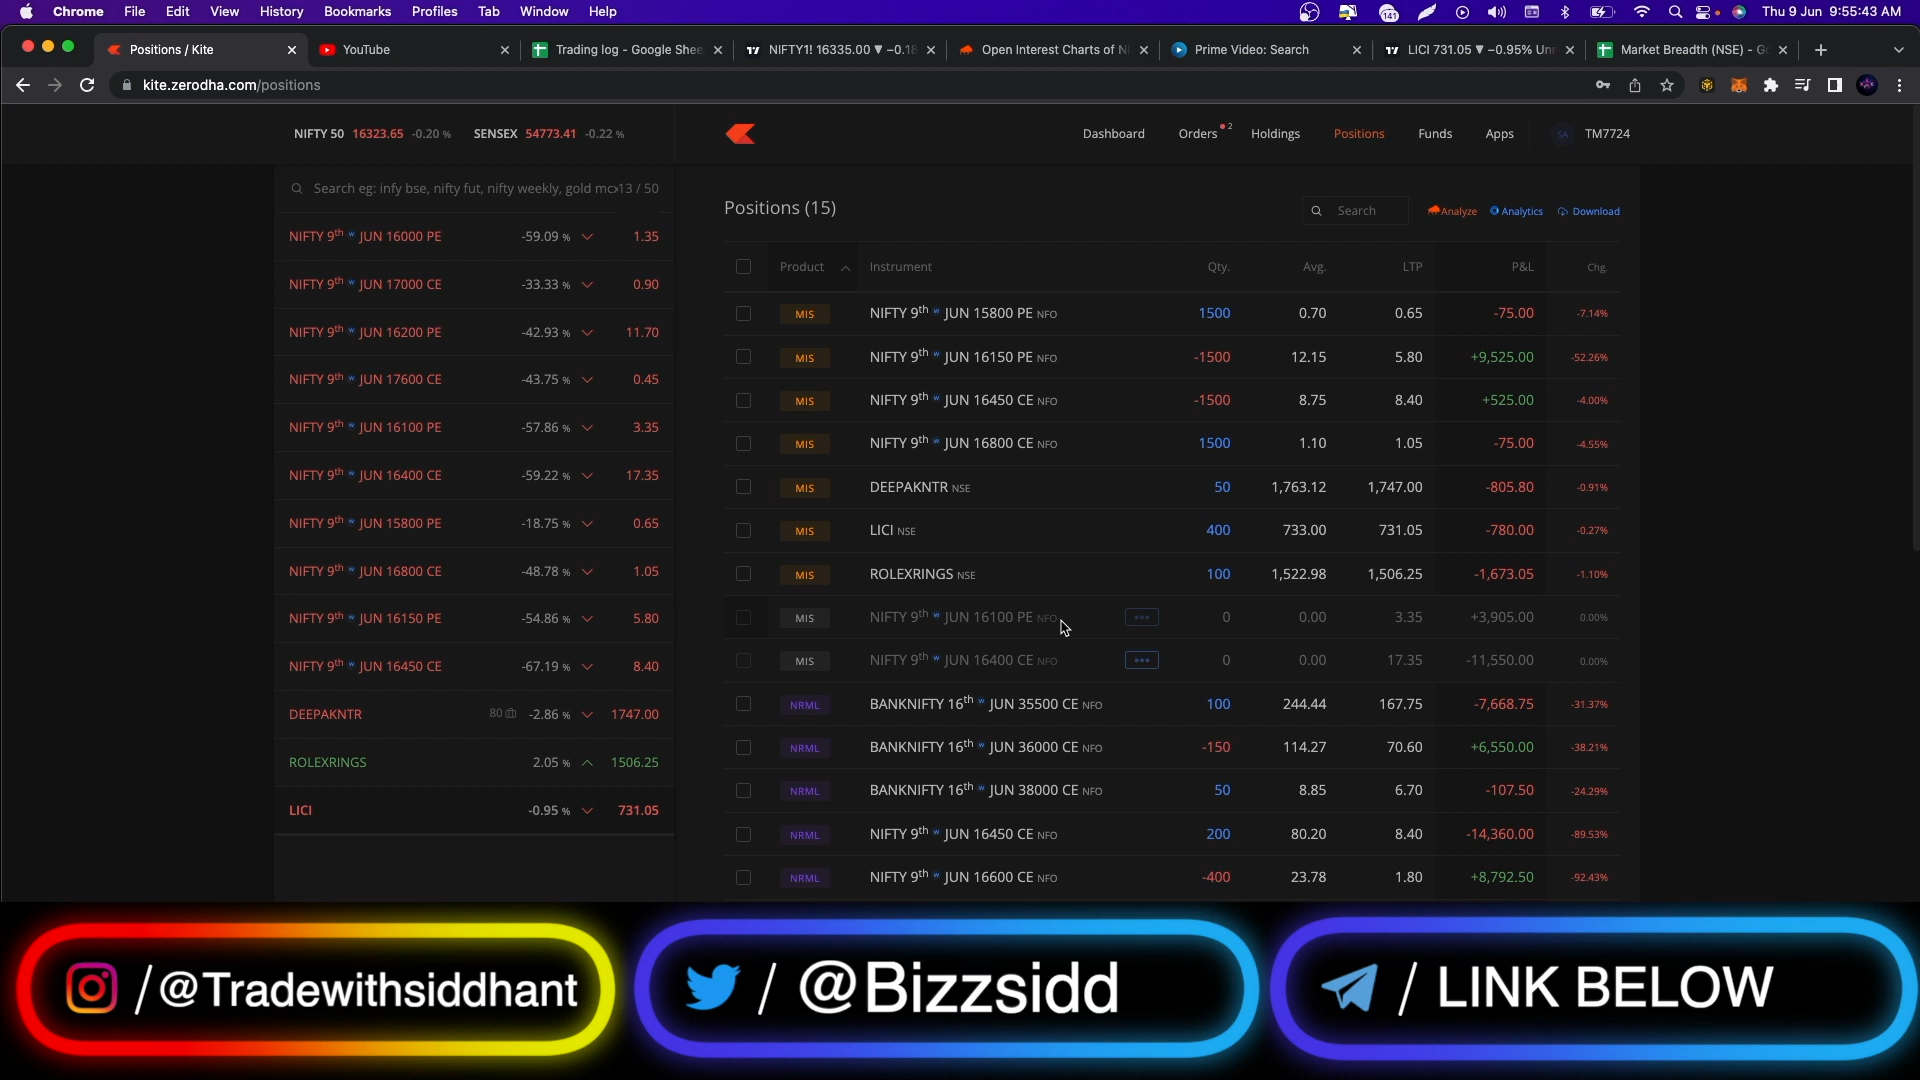 Chrome File Edit View History Bookmarks Profiles Tab Window Help 141 Thu 9 Jun 9:55:43 AM
Positions / Kite YouTube Trading log - Google Shee NIFTY1! 16335.00 ▼ −0.18 Open Interest Charts of NI Prime Video: Search LICI 731.05 ▼ −0.95% Unn Market Breadth (NSE) - Go
kite.zerodha.com/positions
NIFTY 50 16323.65 -0.20 % SENSEX 54773.41 -0.22 %
Dashboard Orders 2 Holdings Positions Funds Apps SA TM7724
Search eg: infy bse, nifty fut, nifty weekly, gold mcx 13 / 50
NIFTY 9th w JUN 16000 PE -59.09 % 1.35
NIFTY 9th w JUN 17000 CE -33.33 % 0.90
NIFTY 9th w JUN 16200 PE -42.93 % 11.70
NIFTY 9th w JUN 17600 CE -43.75 % 0.45
NIFTY 9th w JUN 16100 PE -57.86 % 3.35
NIFTY 9th w JUN 16400 CE -59.22 % 17.35
NIFTY 9th w JUN 15800 PE -18.75 % 0.65
NIFTY 9th w JUN 16800 CE -48.78 % 1.05
NIFTY 9th w JUN 16150 PE -54.86 % 5.80
NIFTY 9th w JUN 16450 CE -67.19 % 8.40
DEEPAKNTR 80 -2.86 % 1747.00
ROLEXRINGS 2.05 % 1506.25
LICI -0.95 % 731.05
Positions (15) Search Analyze Analytics Download
Product Instrument Qty. Avg. LTP P&L Chg.
MIS NIFTY 9th w JUN 15800 PE NFO 1500 0.70 0.65 -75.00 -7.14%
MIS NIFTY 9th w JUN 16150 PE NFO -1500 12.15 5.80 +9,525.00 -52.26%
MIS NIFTY 9th w JUN 16450 CE NFO -1500 8.75 8.40 +525.00 -4.00%
MIS NIFTY 9th w JUN 16800 CE NFO 1500 1.10 1.05 -75.00 -4.55%
MIS DEEPAKNTR NSE 50 1,763.12 1,747.00 -805.80 -0.91%
MIS LICI NSE 400 733.00 731.05 -780.00 -0.27%
MIS ROLEXRINGS NSE 100 1,522.98 1,506.25 -1,673.05 -1.10%
MIS NIFTY 9th w JUN 16100 PE NFO ••• 0 0.00 3.35 +3,905.00 0.00%
MIS NIFTY 9th w JUN 16400 CE NFO ••• 0 0.00 17.35 -11,550.00 0.00%
NRML BANKNIFTY 16th w JUN 35500 CE NFO 100 244.44 167.75 -7,668.75 -31.37%
NRML BANKNIFTY 16th w JUN 36000 CE NFO -150 114.27 70.60 +6,550.00 -38.21%
NRML BANKNIFTY 16th w JUN 38000 CE NFO 50 8.85 6.70 -107.50 -24.29%
NRML NIFTY 9th w JUN 16450 CE NFO 200 80.20 8.40 -14,360.00 -89.53%
NRML NIFTY 9th w JUN 16600 CE NFO -400 23.78 1.80 +8,792.50 -92.43%
/@Tradewithsiddhant / @Bizzsidd / LINK BELOW